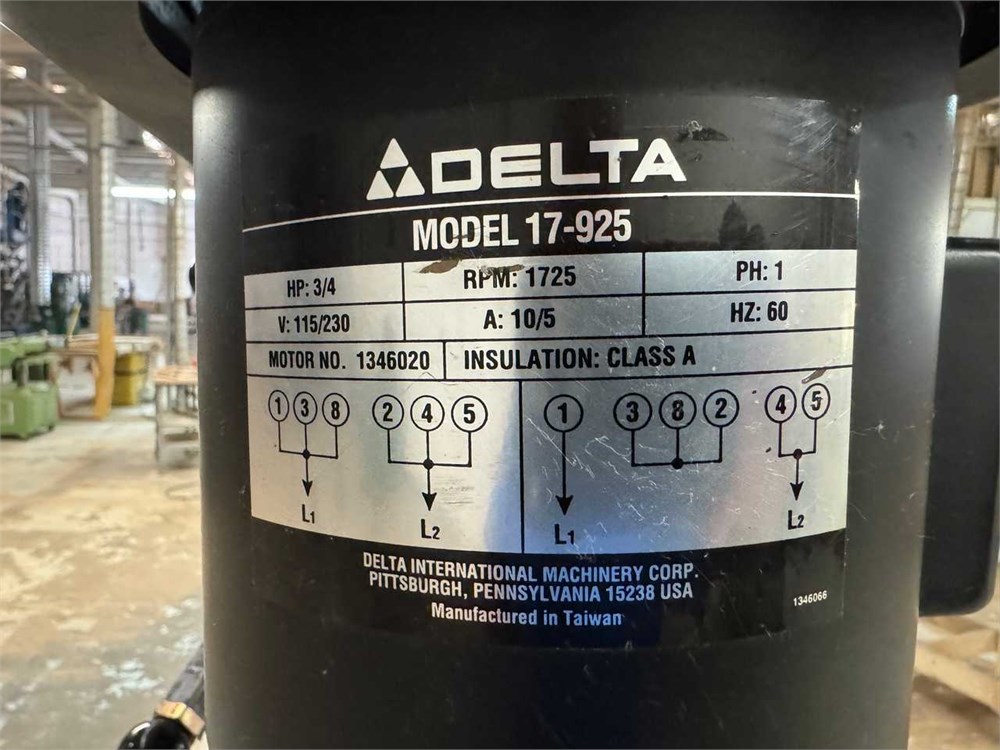 DELTA
MODEL 17-925
HP: 3/4 RPM: 1725 PH: 1
V: 115/230 A: 10/5 HZ: 60
MOTOR NO. 1346020 INSULATION: CLASS A
1 3 8 2 4 5 1 3 8 2 4 5
L1 L2 L1 L2
DELTA INTERNATIONAL MACHINERY CORP.
PITTSBURGH, PENNSYLVANIA 15238 USA
Manufactured in Taiwan
1346066